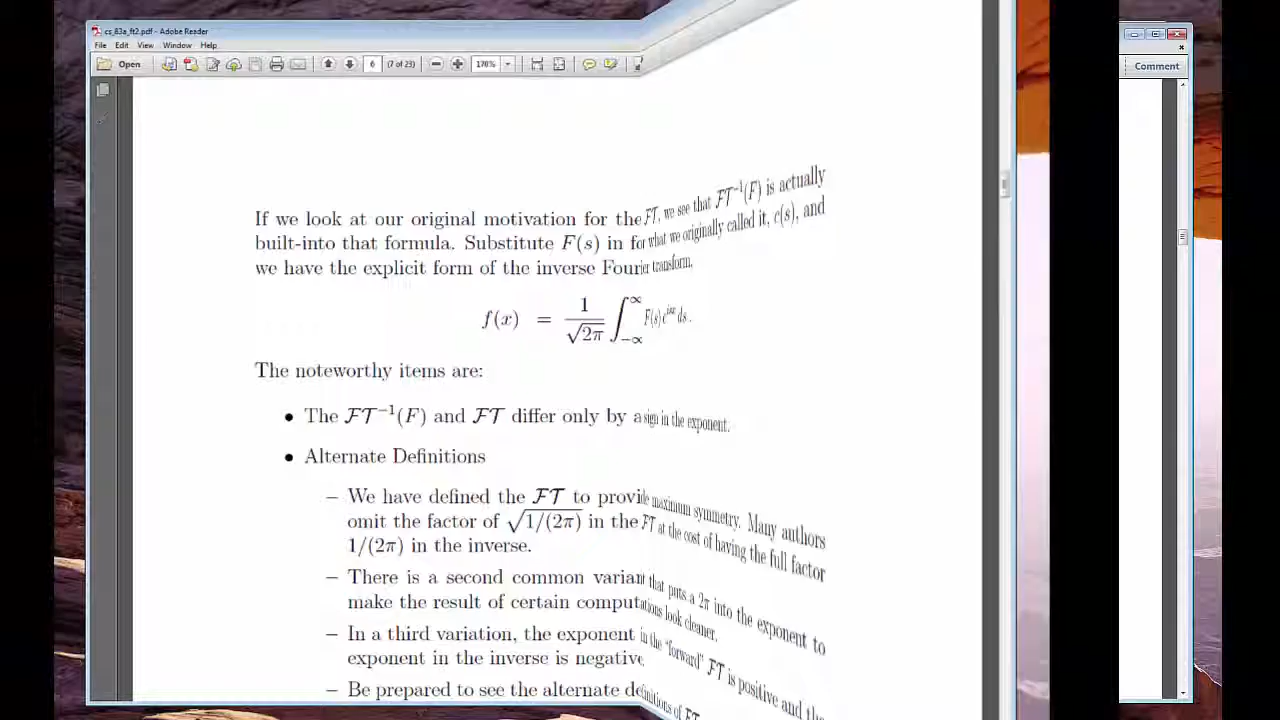 cs_83a_ft2.pdf - Adobe Reader
File Edit View Window Help
Open 6 (7 of 23) 170% Comment
If we look at our original motivation for the ℱ𝒯, we see that ℱ𝒯⁻¹(F) is actually
built-into that formula. Substitute F(s) in for what we originally called it, c(s), and
we have the explicit form of the inverse Fourier transform,
f(x) = 1/√2π ∫_{-∞}^{∞} F(s)e^{isx} ds .
The noteworthy items are:
• The ℱ𝒯⁻¹(F) and ℱ𝒯 differ only by a sign in the exponent.
• Alternate Definitions
– We have defined the ℱ𝒯 to provide maximum symmetry. Many authors
omit the factor of √1/(2π) in the ℱ𝒯 at the cost of having the full factor
1/(2π) in the inverse.
– There is a second common variant that puts a 2π into the exponent to
make the result of certain computations look cleaner.
– In a third variation, the exponent in the "forward" ℱ𝒯 is positive and the
exponent in the inverse is negative
– Be prepared to see the alternate definitions of ℱ𝒯